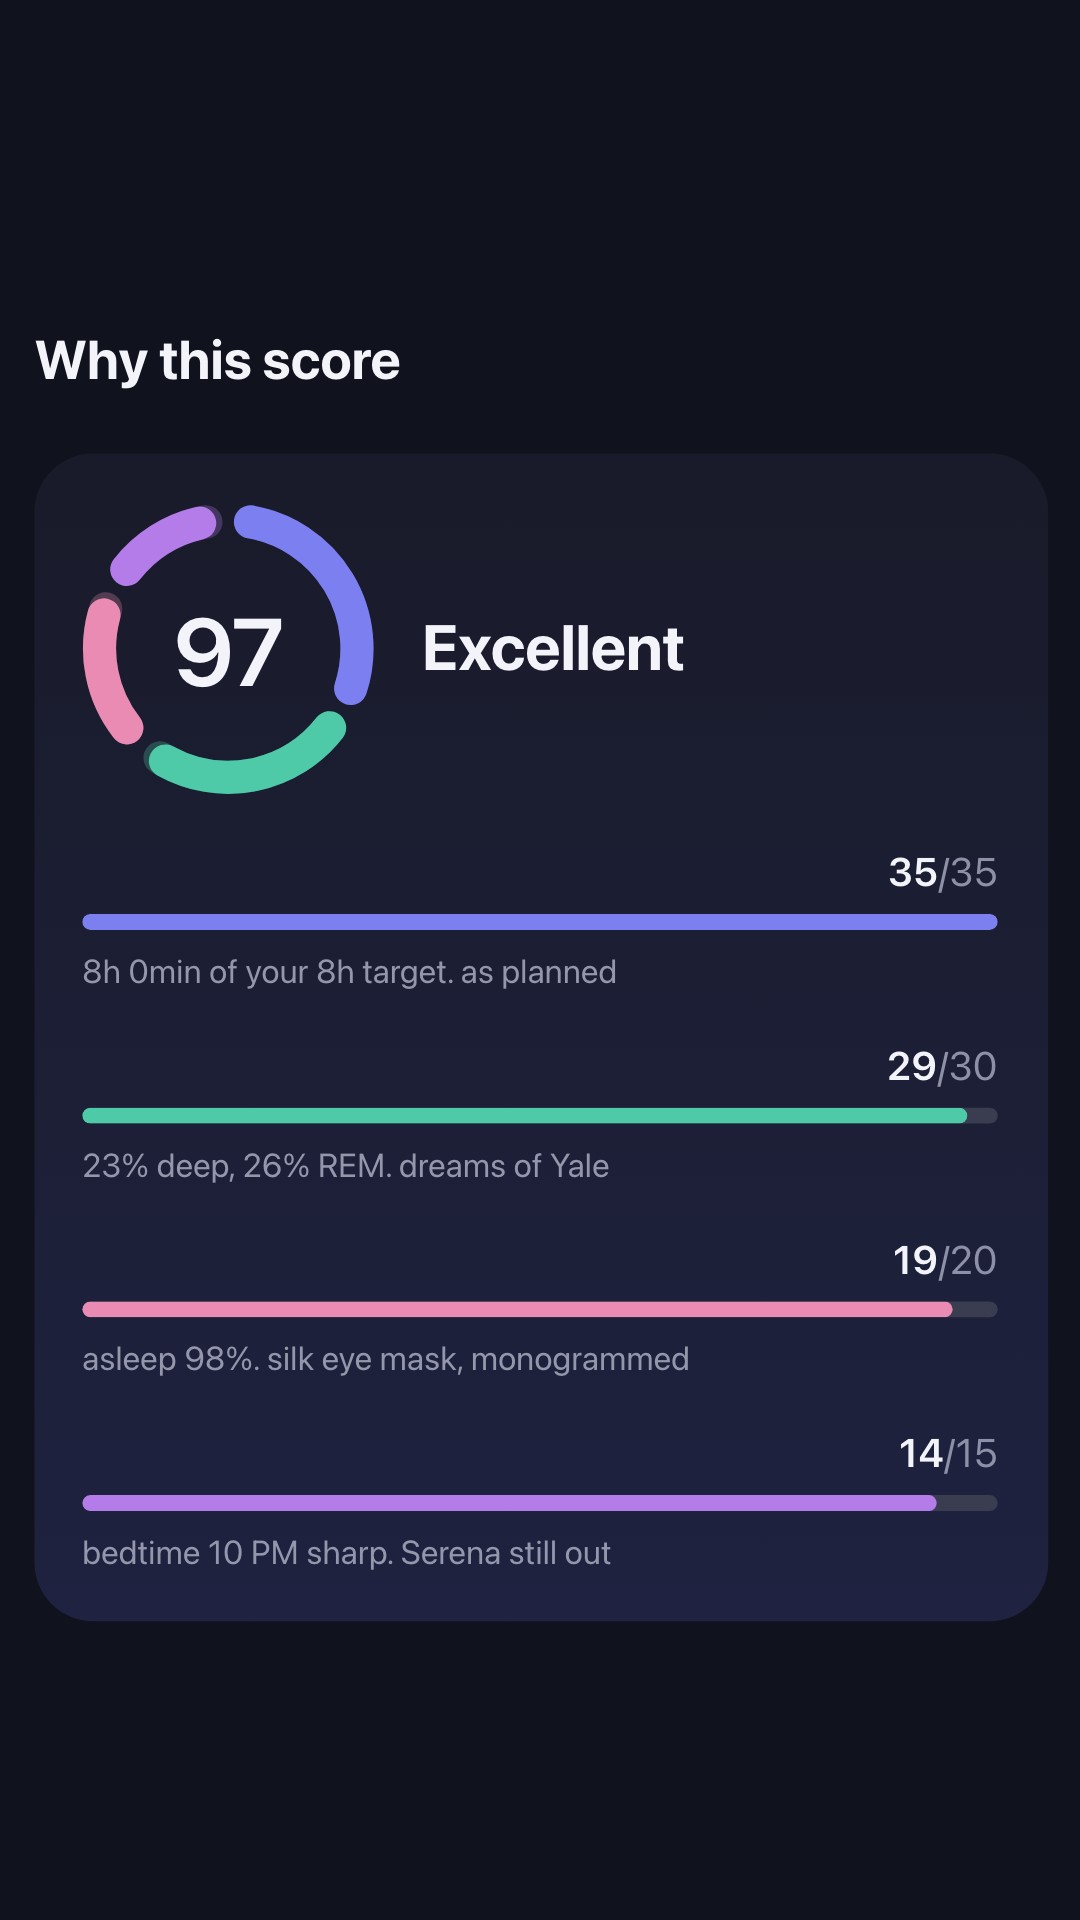 Why this score
97
Excellent
35/35
8h 0min of your 8h target. as planned
29/30
23% deep, 26% REM. dreams of Yale
19/20
asleep 98%. silk eye mask, monogrammed
14/15
bedtime 10 PM sharp. Serena still out